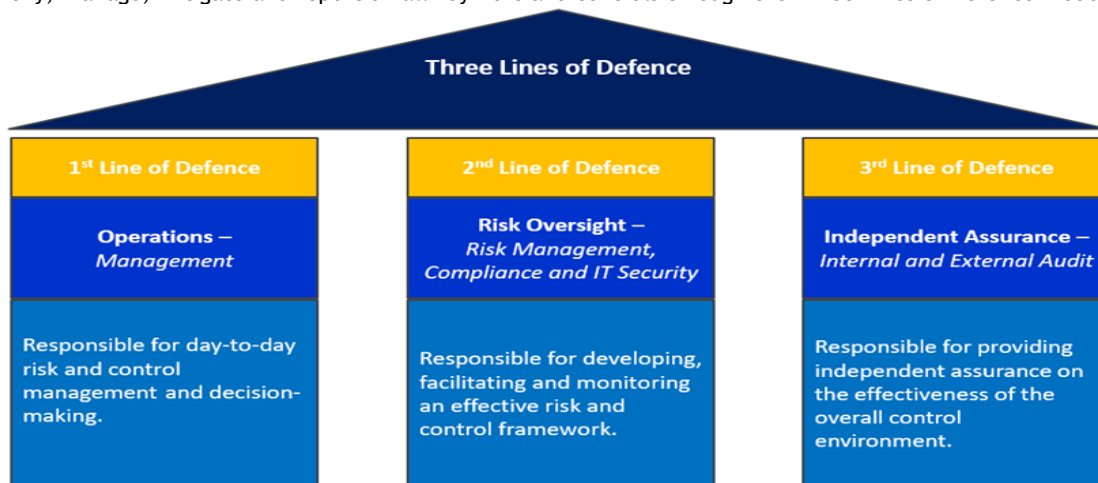 Three Lines of Defence
1st Line of Defence
Operations –
Management
Responsible for day-to-day
risk and control
management and decision-
making.
2nd Line of Defence
Risk Oversight –
Risk Management,
Compliance and IT Security
Responsible for developing,
facilitating and monitoring
an effective risk and
control framework.
3rd Line of Defence
Independent Assurance –
Internal and External Audit
Responsible for providing
independent assurance on
the effectiveness of the
overall control
environment.